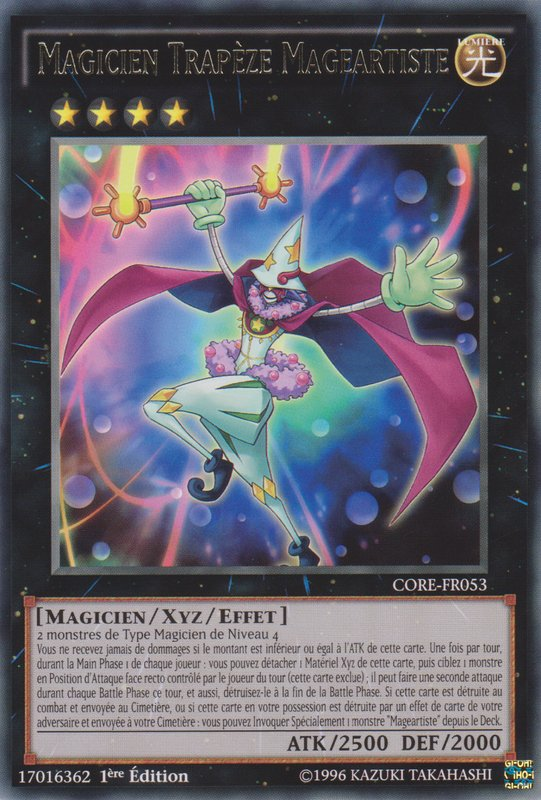 MAGICIEN TRAPÈZE MAGEARTISTE
LUMIÈRE
光
CORE-FR053
[MAGICIEN/XYZ/EFFET]
2 monstres de Type Magicien de Niveau 4
Vous ne recevez jamais de dommages si le montant est inférieur ou égal à l'ATK de cette carte. Une fois par tour,
durant la Main Phase 1 de chaque joueur : vous pouvez détacher 1 Matériel Xyz de cette carte, puis ciblez 1 monstre
en Position d'Attaque face recto contrôlé par le joueur du tour (cette carte exclue) ; il peut faire une seconde attaque
durant chaque Battle Phase ce tour, et aussi, détruisez-le à la fin de la Battle Phase. Si cette carte est détruite au
combat et envoyée au Cimetière, ou si cette carte en votre possession est détruite par un effet de carte de votre
adversaire et envoyée à votre Cimetière : vous pouvez Invoquer Spécialement 1 monstre "Mageartiste" depuis le Deck.
ATK/2500 DEF/2000
17016362 1ère Édition ©1996 KAZUKI TAKAHASHI